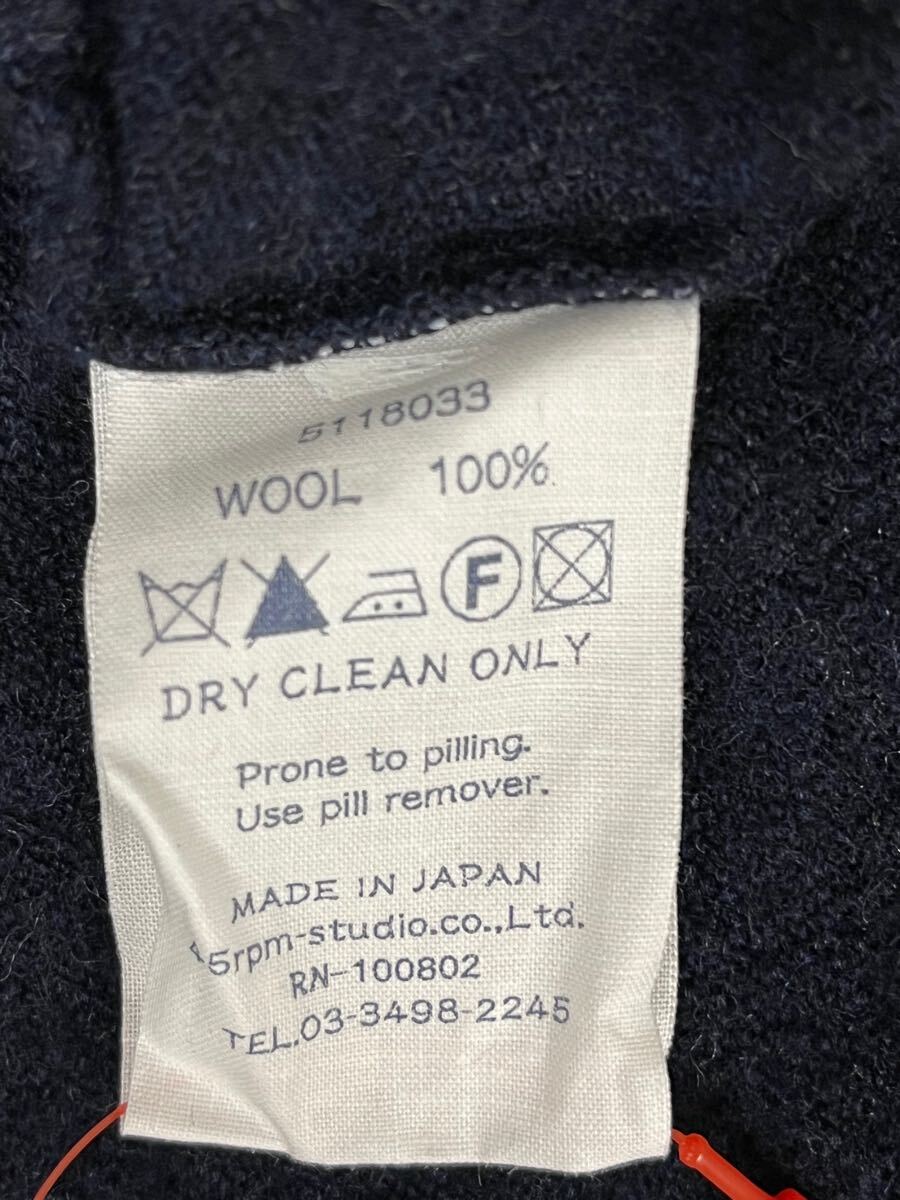 5118033
WOOL 100%
F
DRY CLEAN ONLY
Prone to pilling.
Use pill remover.
MADE IN JAPAN
45rpm-studio.co.,Ltd.
RN-100802
TEL.03-3498-2245